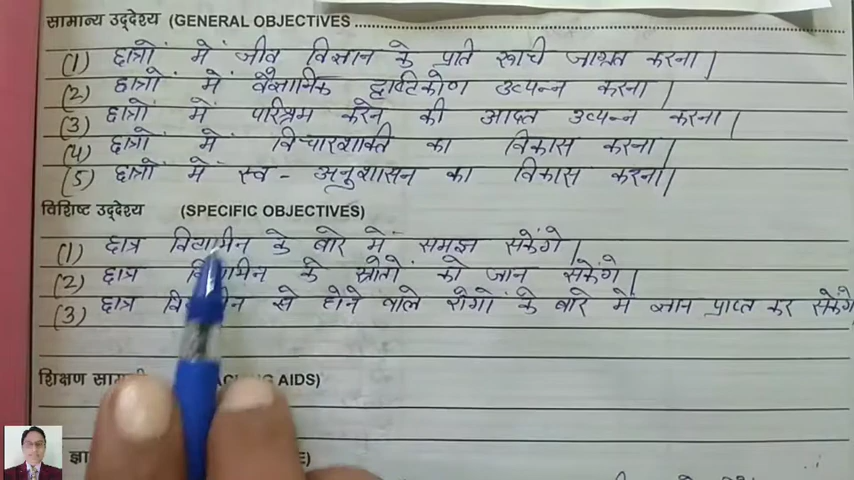 सामान्य उद्देश्य (GENERAL OBJECTIVES
(1) छात्रों में जीव विज्ञान के प्रति रूचि जाग्रत करना।
(2) छात्रों में वैज्ञानिक दृष्टिकोण उत्पन्न करना।
(3) छात्रों में परिश्रम करने की आदत उत्पन्न करना।
(4) छात्रों में विचारशक्ति का विकास करना।
(5) छात्रों में स्व - अनुशासन का विकास करना।
विशिष्ट उद्देश्य (SPECIFIC OBJECTIVES)
(1) छात्र विटामीन के बारे में समझ सकेंगे।
(2) छात्र के स्रोतो को जान सकेंगे।
(3) छात्र से होने वाले रोगों के बारे में ज्ञान प्राप्त कर सकेंगे
शिक्षण AIDS)